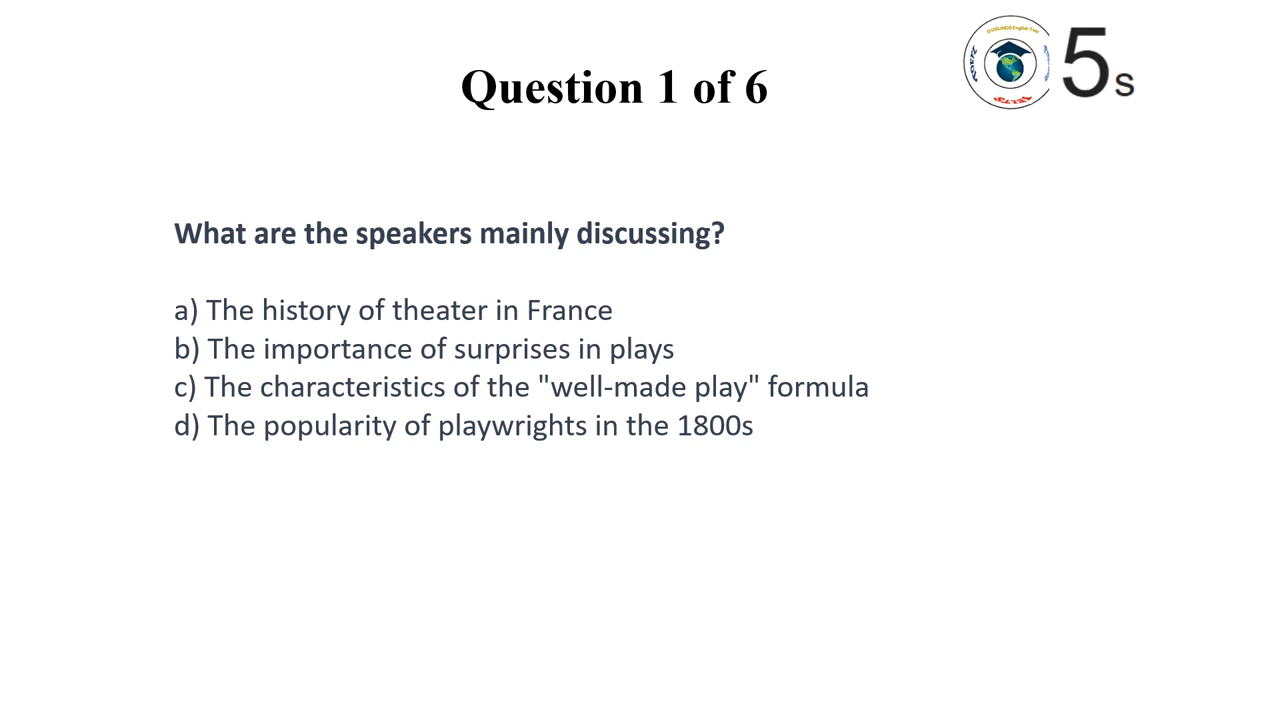 Question 1 of 6
5s
What are the speakers mainly discussing?
a) The history of theater in France
b) The importance of surprises in plays
c) The characteristics of the "well-made play" formula
d) The popularity of playwrights in the 1800s